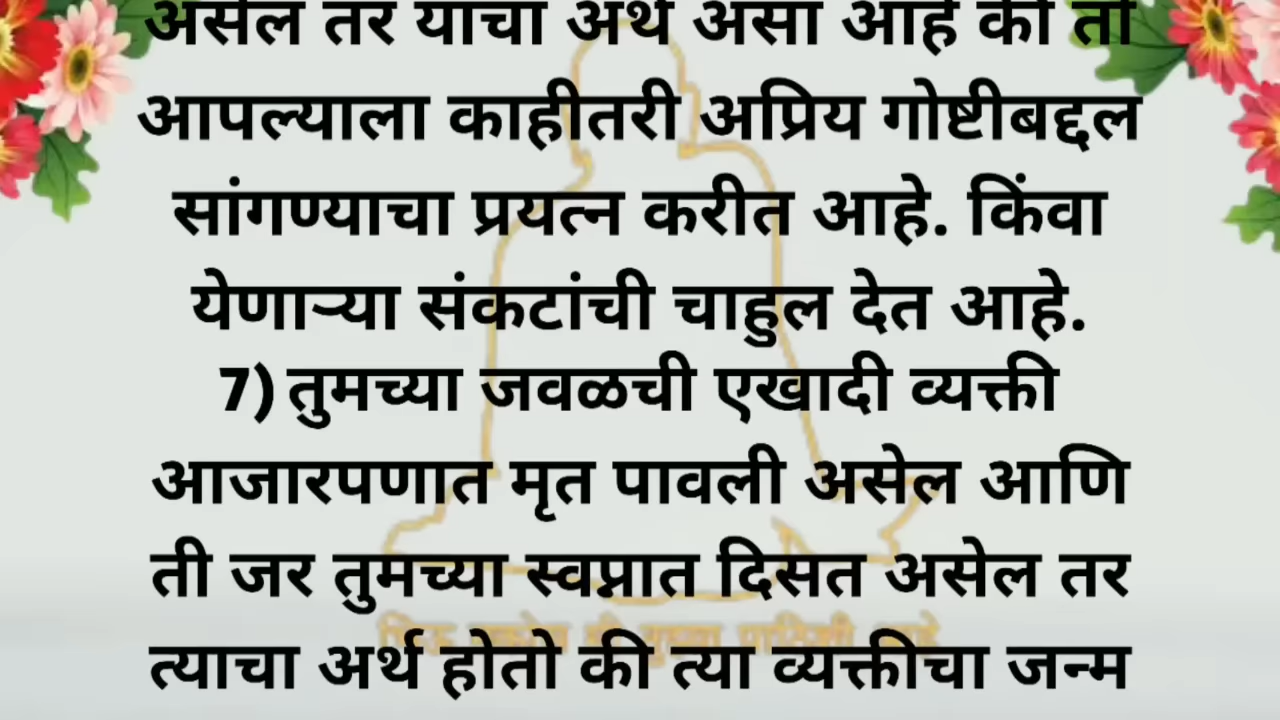 असेल तर याचा अर्थ असा आहे की तो
आपल्याला काहीतरी अप्रिय गोष्टीबद्दल
सांगण्याचा प्रयत्न करीत आहे. किंवा
येणाऱ्या संकटांची चाहुल देत आहे.
7) तुमच्या जवळची एखादी व्यक्ती
आजारपणात मृत पावली असेल आणि
ती जर तुमच्या स्वप्नात दिसत असेल तर
त्याचा अर्थ होतो की त्या व्यक्तीचा जन्म